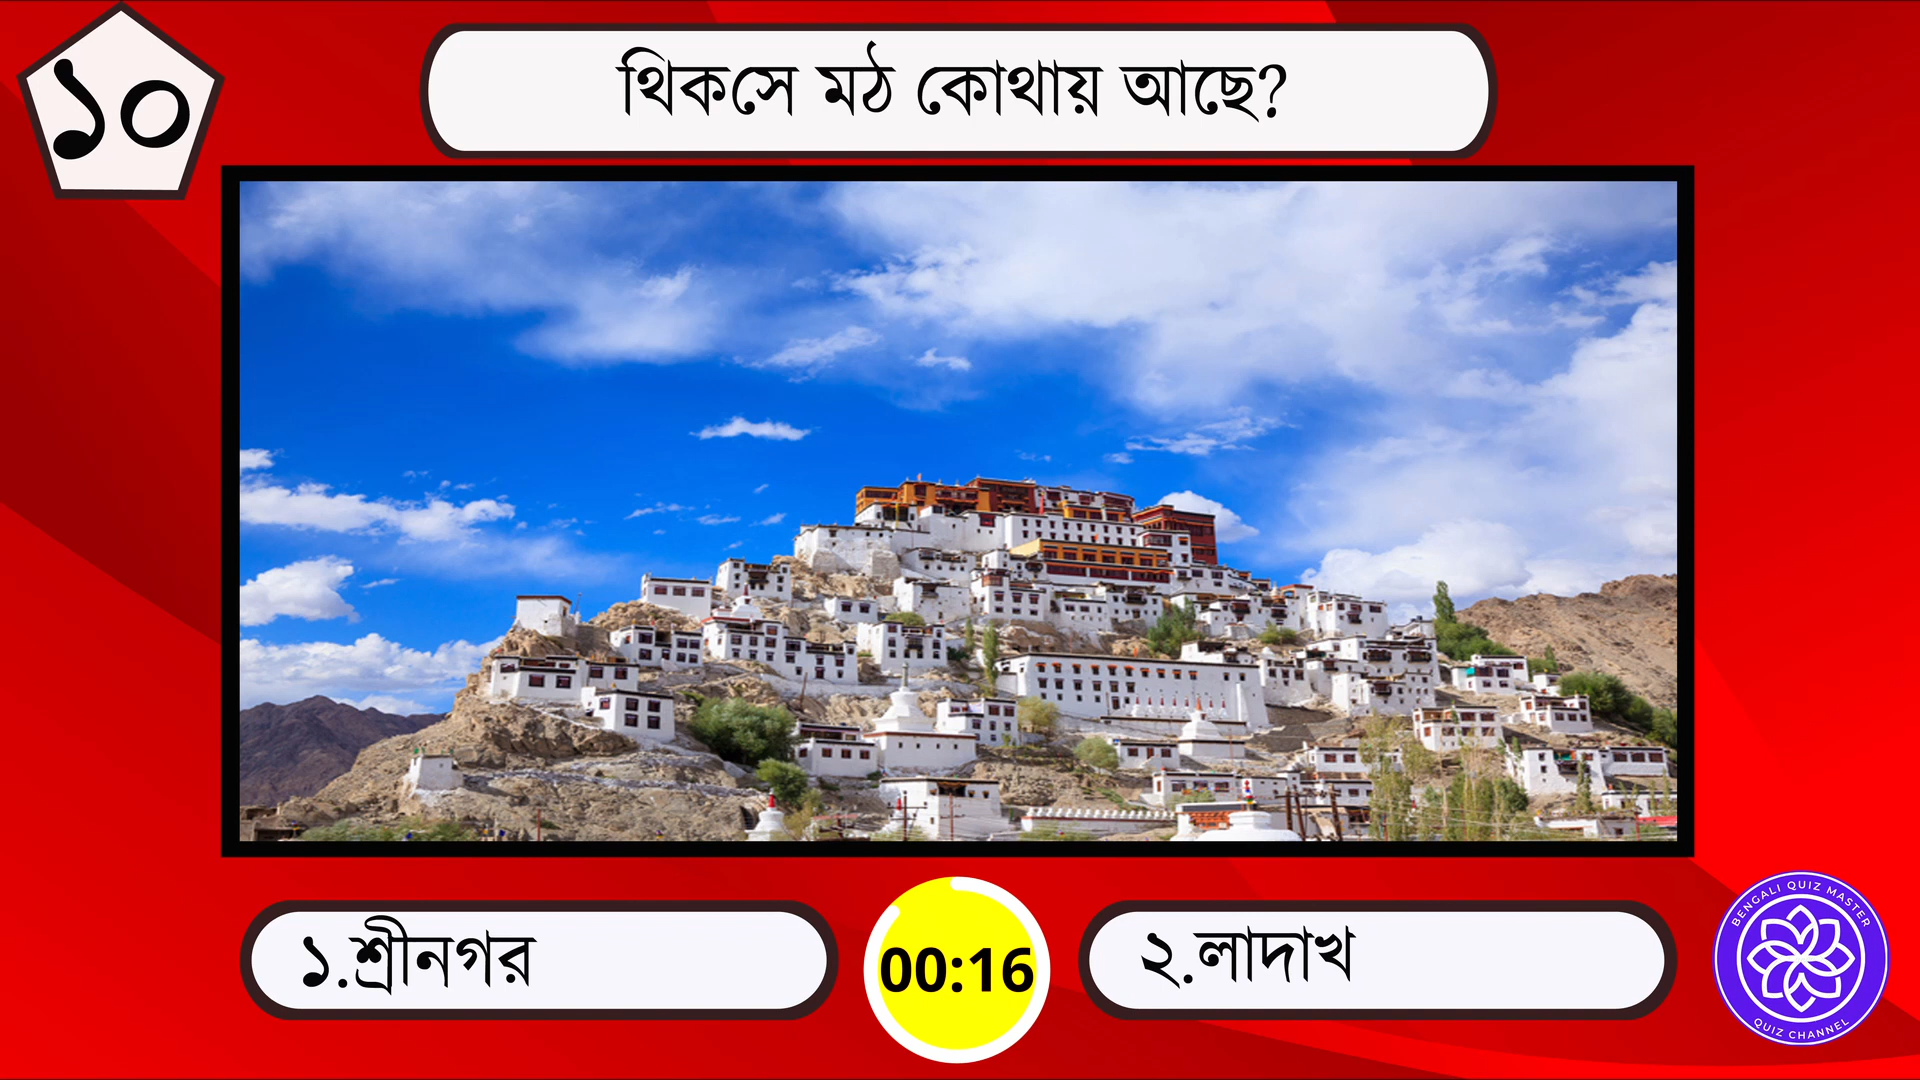 ১০
থিকসে মঠ কোথায় আছে?
১.শ্রীনগর
00:16
২.লাদাখ
BENGALI QUIZ MASTER
QUIZ CHANNEL